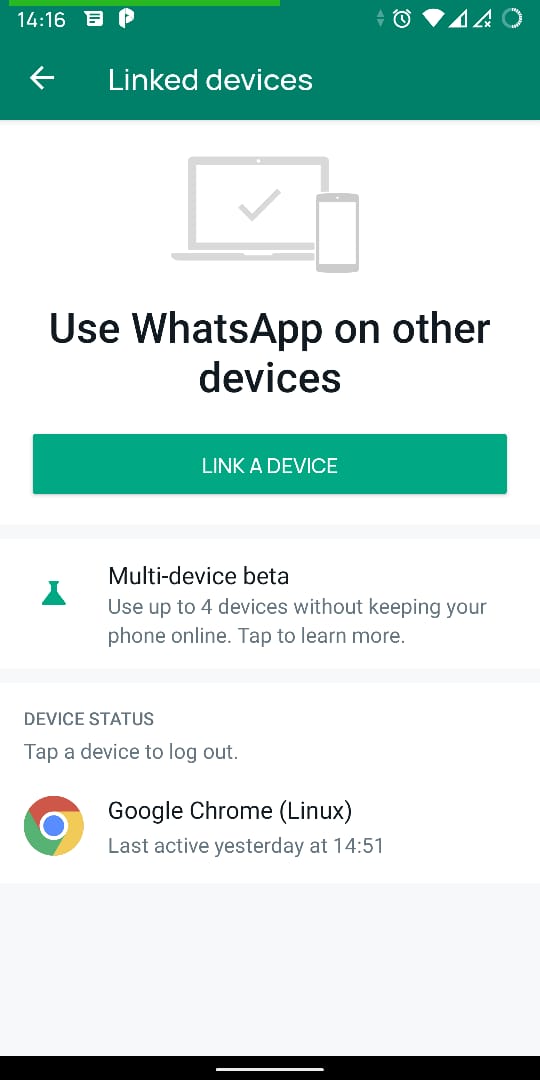 14:16
Linked devices
Use WhatsApp on other
devices
LINK A DEVICE
Multi-device beta
Use up to 4 devices without keeping your
phone online. Tap to learn more.
DEVICE STATUS
Tap a device to log out.
Google Chrome (Linux)
Last active yesterday at 14:51